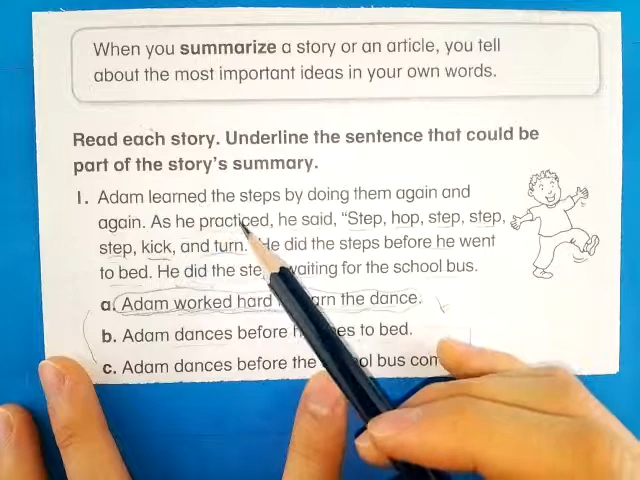 When you summarize a story or an article, you tell
about the most important ideas in your own words.
Read each story. Underline the sentence that could be
part of the story's summary.
1. Adam learned the steps by doing them again and
again. As he practiced, he said, “Step, hop, step, step,
step, kick, and turn. He did the steps before he went
to bed. He did the ste waiting for the school bus.
a. Adam worked hard arn the dance.
b. Adam dances before h es to bed.
c. Adam dances before the ol bus com